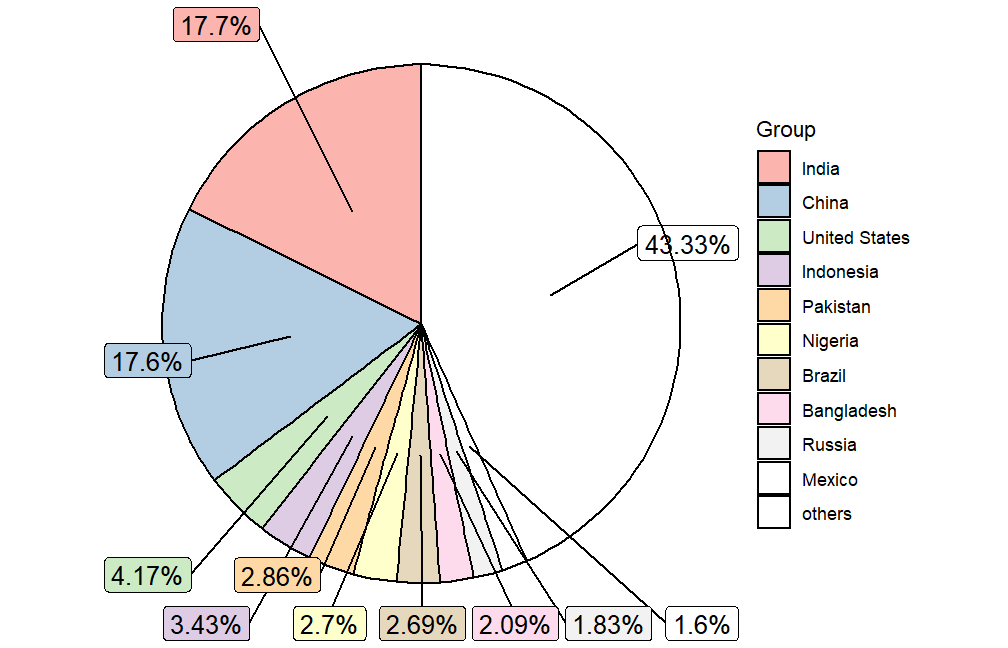 17.7%
Group
India
China
United States
Indonesia
Pakistan
Nigeria
Brazil
Bangladesh
Russia
Mexico
others
43.33%
17.6%
4.17%
2.86%
3.43%
2.7%
2.69%
2.09%
1.83%
1.6%